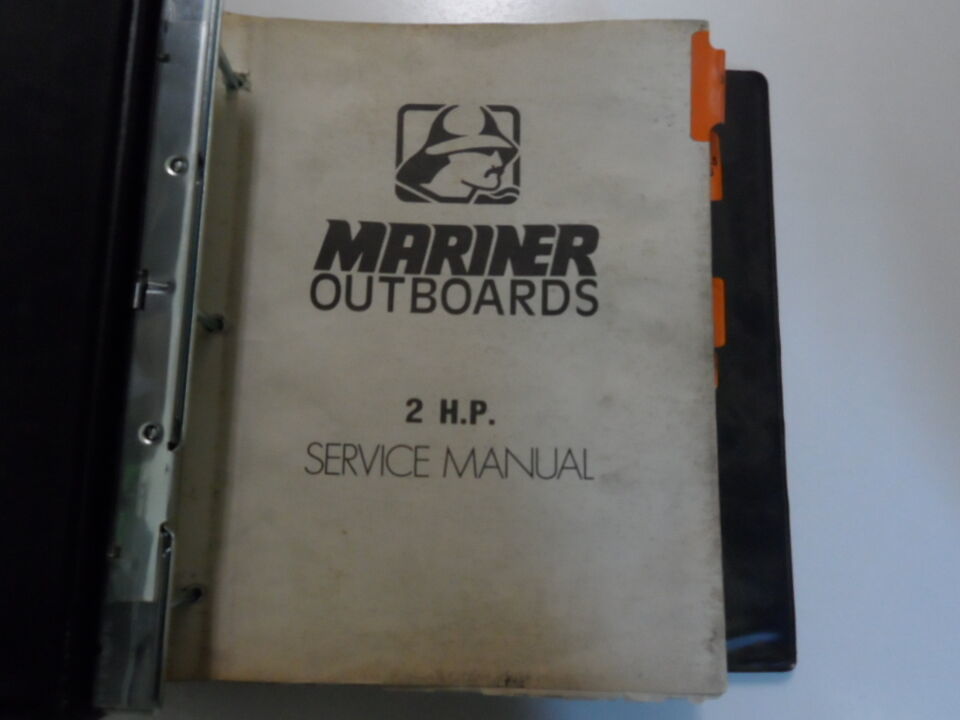 MARINER
OUTBOARDS
2 H.P.
SERVICE MANUAL